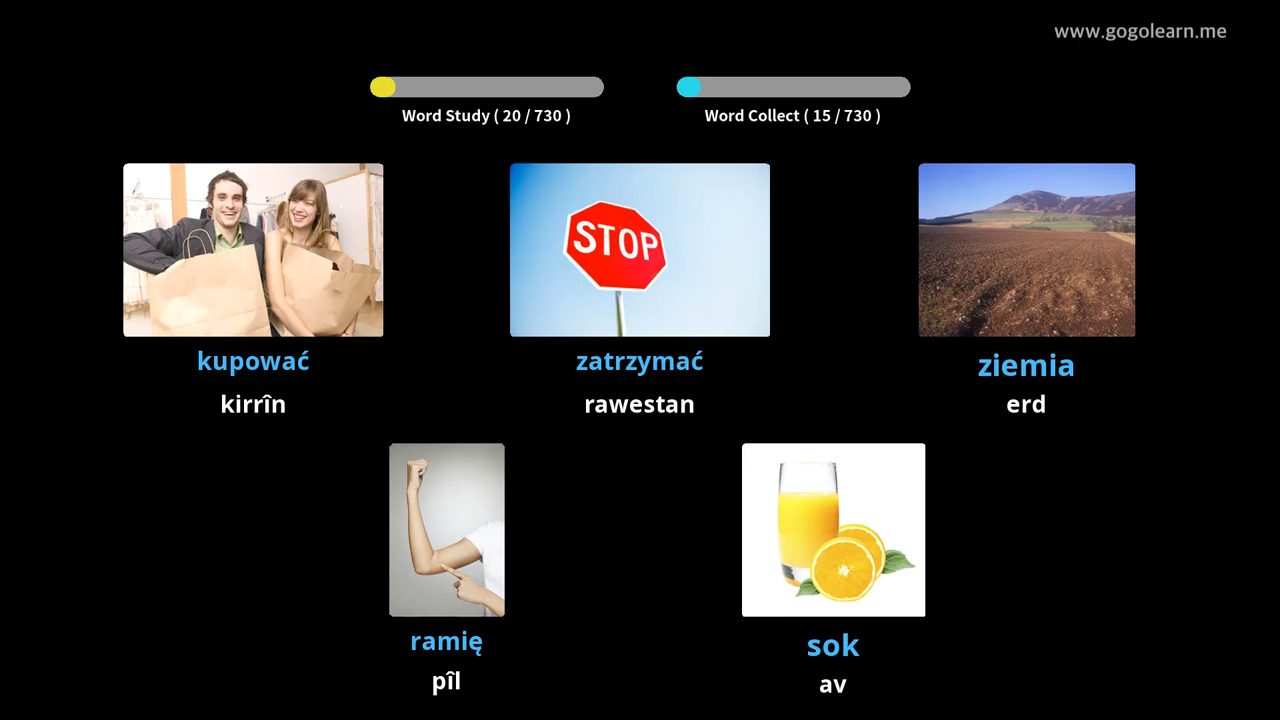 www.gogolearn.me
Word Study ( 20 / 730 )
Word Collect ( 15 / 730 )
STOP
kupować
zatrzymać
ziemia
kirrîn
rawestan
erd
ramię
sok
pîl
av